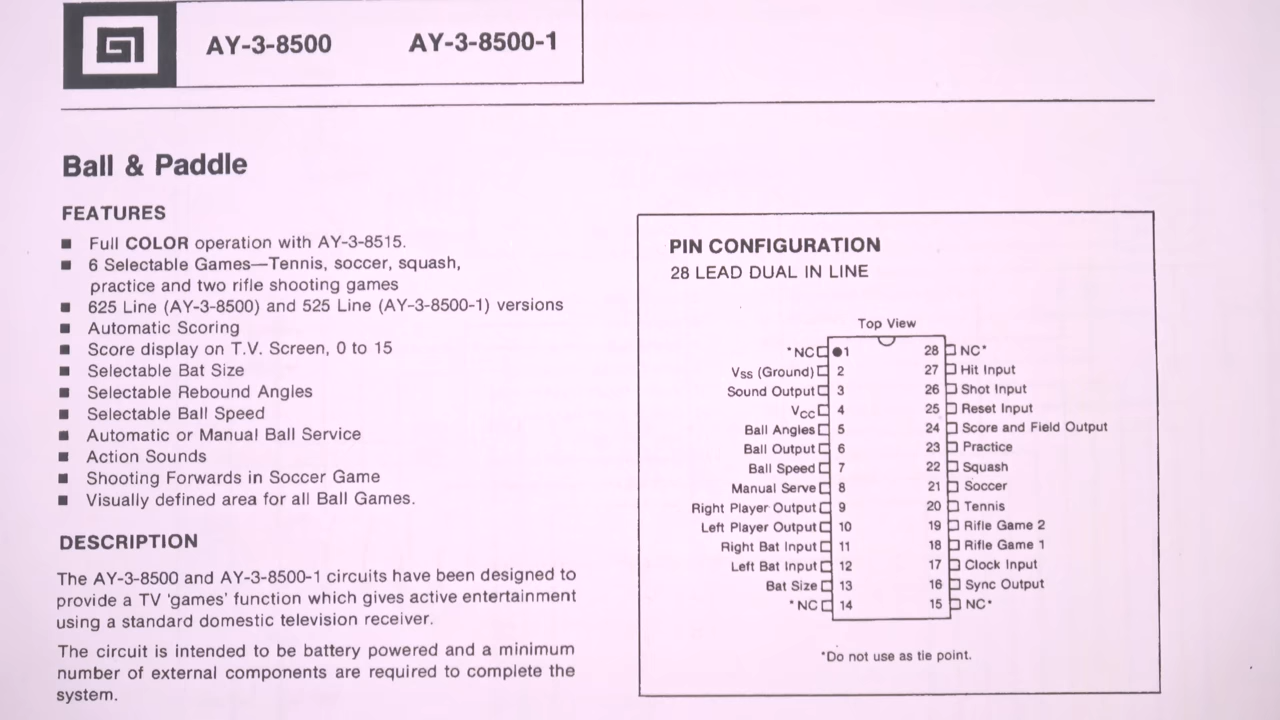 AY-3-8500 AY-3-8500-1
Ball & Paddle
FEATURES
■ Full COLOR operation with AY-3-8515.
■ 6 Selectable Games—Tennis, soccer, squash,
practice and two rifle shooting games
■ 625 Line (AY-3-8500) and 525 Line (AY-3-8500-1) versions
■ Automatic Scoring
■ Score display on T.V. Screen, 0 to 15
■ Selectable Bat Size
■ Selectable Rebound Angles
■ Selectable Ball Speed
■ Automatic or Manual Ball Service
■ Action Sounds
■ Shooting Forwards in Soccer Game
■ Visually defined area for all Ball Games.
DESCRIPTION
The AY-3-8500 and AY-3-8500-1 circuits have been designed to
provide a TV 'games' function which gives active entertainment
using a standard domestic television receiver.
The circuit is intended to be battery powered and a minimum
number of external components are required to complete the
system.
PIN CONFIGURATION
28 LEAD DUAL IN LINE
Top View
*NC 1 28 NC*
Vss (Ground) 2 27 Hit Input
Sound Output 3 26 Shot Input
Vcc 4 25 Reset Input
Ball Angles 5 24 Score and Field Output
Ball Output 6 23 Practice
Ball Speed 7 22 Squash
Manual Serve 8 21 Soccer
Right Player Output 9 20 Tennis
Left Player Output 10 19 Rifle Game 2
Right Bat Input 11 18 Rifle Game 1
Left Bat Input 12 17 Clock Input
Bat Size 13 16 Sync Output
*NC 14 15 NC*
*Do not use as tie point.